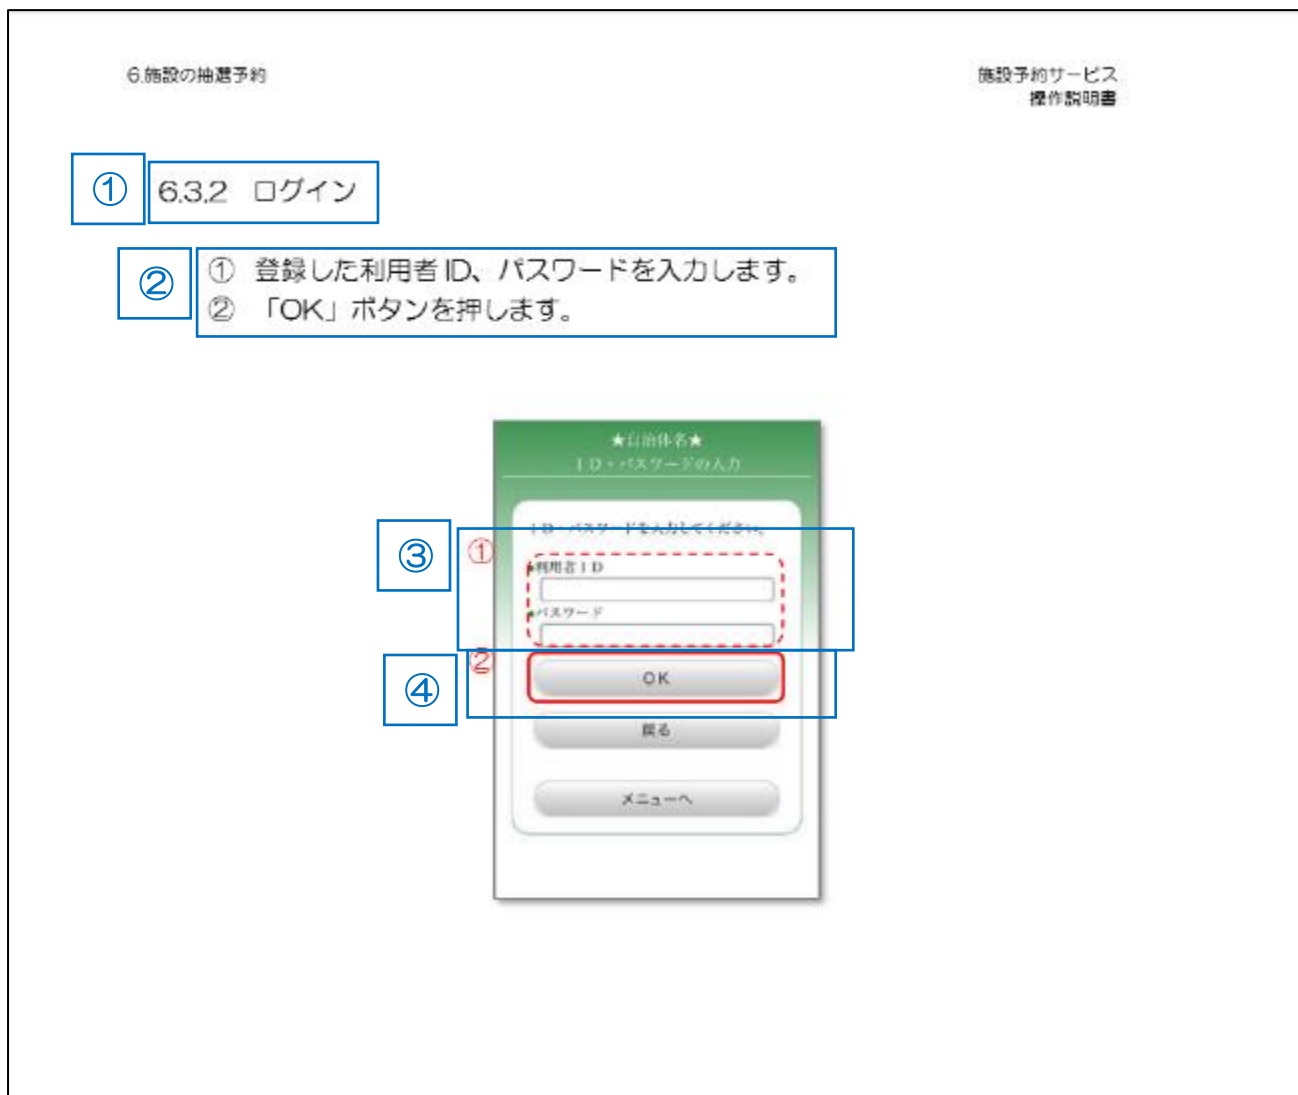 6.施設の抽選予約
施設予約サービス
操作説明書
① 6.3.2 ログイン
② ① 登録した利用者ID、パスワードを入力します。
② 「OK」ボタンを押します。
★自治体名★
ID・パスワードの入力
ID・パスワードを入力してください。
③ ①
利用者ID
パスワード
④ ②
OK
戻る
メニューへ